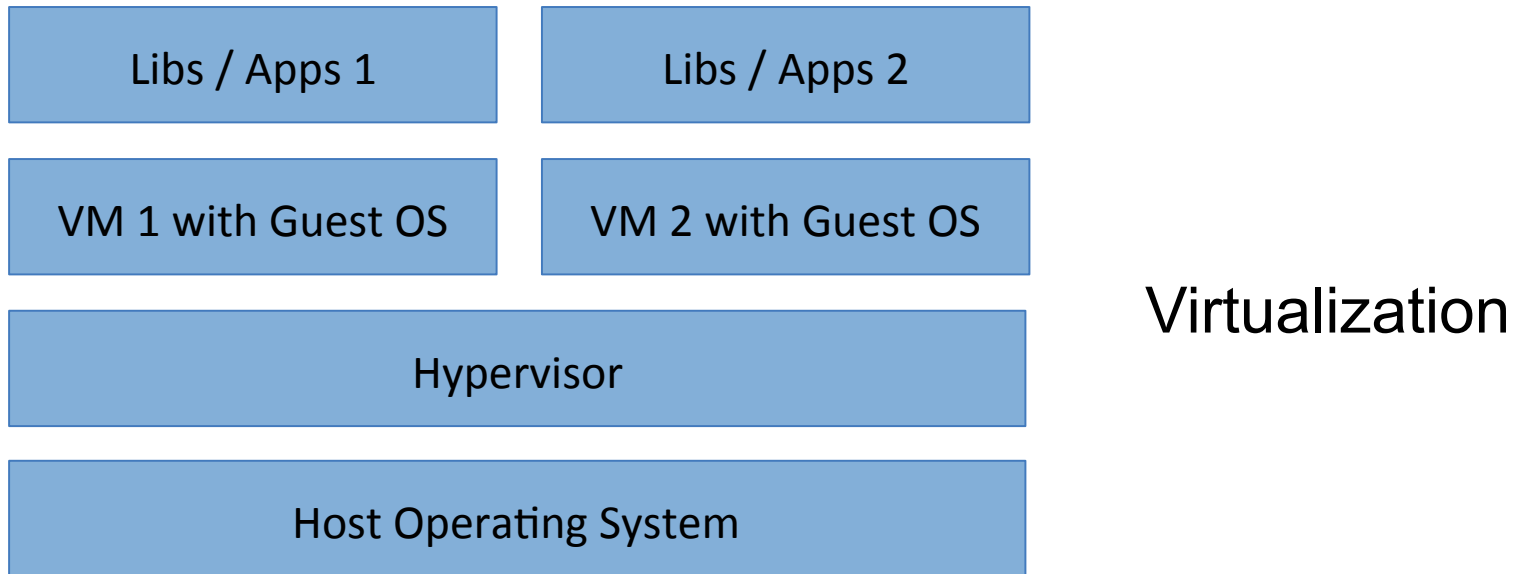 Libs / Apps 1
Libs / Apps 2
VM 1 with Guest OS
VM 2 with Guest OS
Virtualization
Hypervisor
Host Operating System